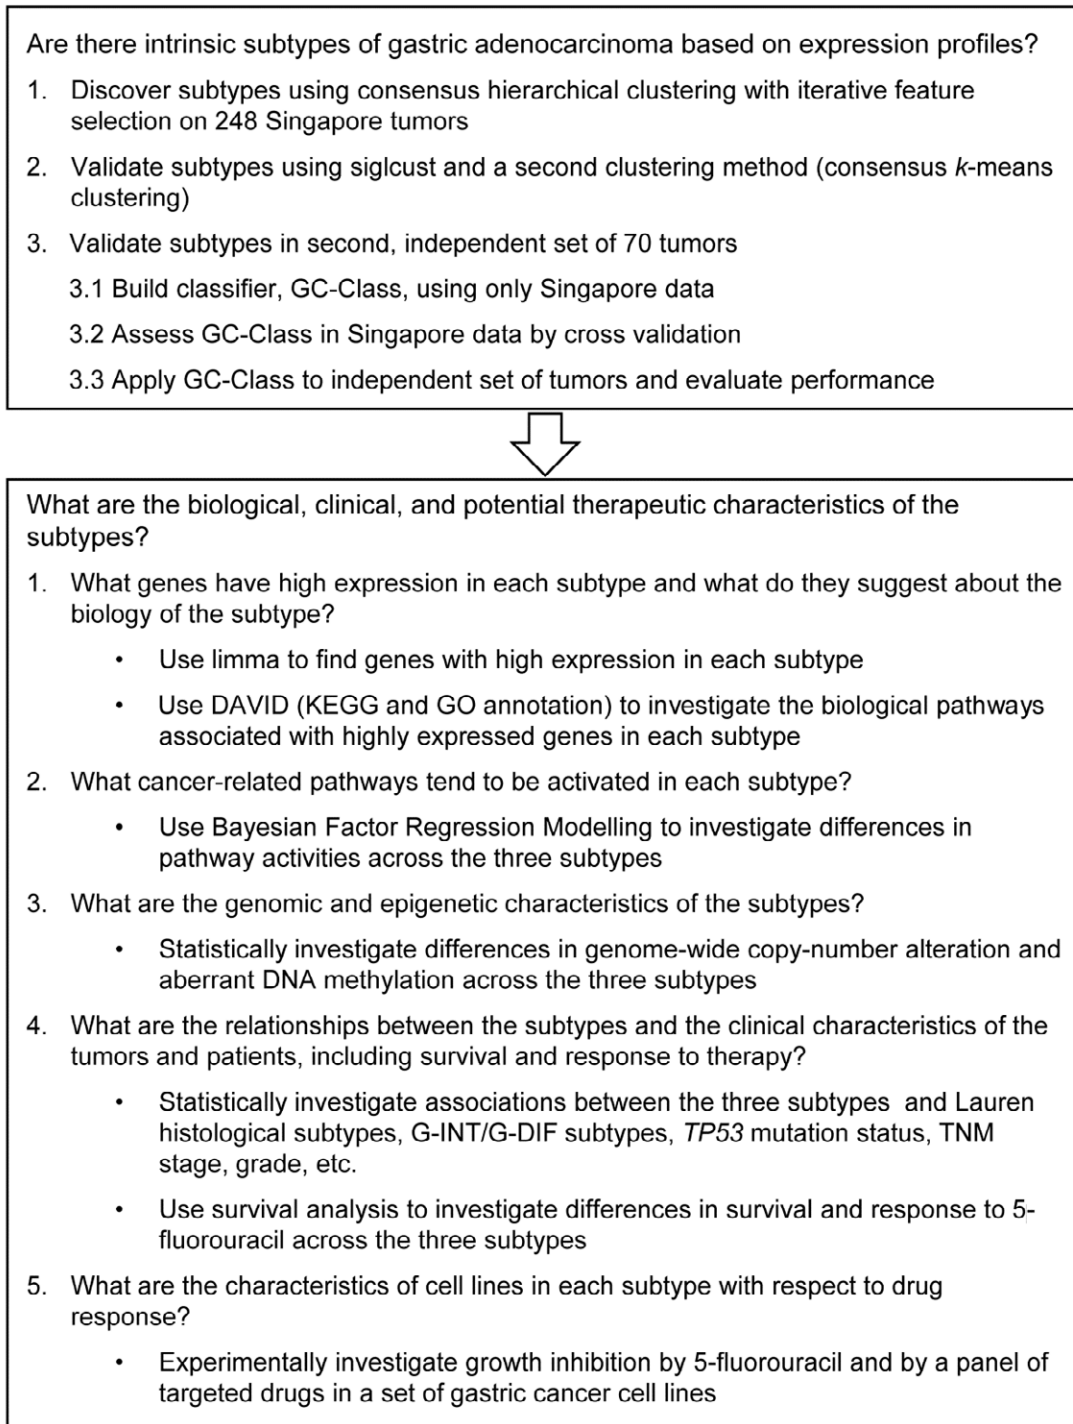 Are there intrinsic subtypes of gastric adenocarcinoma based on expression profiles?
1. Discover subtypes using consensus hierarchical clustering with iterative feature
selection on 248 Singapore tumors
2. Validate subtypes using siglcust and a second clustering method (consensus k-means
clustering)
3. Validate subtypes in second, independent set of 70 tumors
3.1 Build classifier, GC-Class, using only Singapore data
3.2 Assess GC-Class in Singapore data by cross validation
3.3 Apply GC-Class to independent set of tumors and evaluate performance
What are the biological, clinical, and potential therapeutic characteristics of the
subtypes?
1. What genes have high expression in each subtype and what do they suggest about the
biology of the subtype?
• Use limma to find genes with high expression in each subtype
• Use DAVID (KEGG and GO annotation) to investigate the biological pathways
associated with highly expressed genes in each subtype
2. What cancer-related pathways tend to be activated in each subtype?
• Use Bayesian Factor Regression Modelling to investigate differences in
pathway activities across the three subtypes
3. What are the genomic and epigenetic characteristics of the subtypes?
• Statistically investigate differences in genome-wide copy-number alteration and
aberrant DNA methylation across the three subtypes
4. What are the relationships between the subtypes and the clinical characteristics of the
tumors and patients, including survival and response to therapy?
• Statistically investigate associations between the three subtypes and Lauren
histological subtypes, G-INT/G-DIF subtypes, TP53 mutation status, TNM
stage, grade, etc.
• Use survival analysis to investigate differences in survival and response to 5-
fluorouracil across the three subtypes
5. What are the characteristics of cell lines in each subtype with respect to drug
response?
• Experimentally investigate growth inhibition by 5-fluorouracil and by a panel of
targeted drugs in a set of gastric cancer cell lines